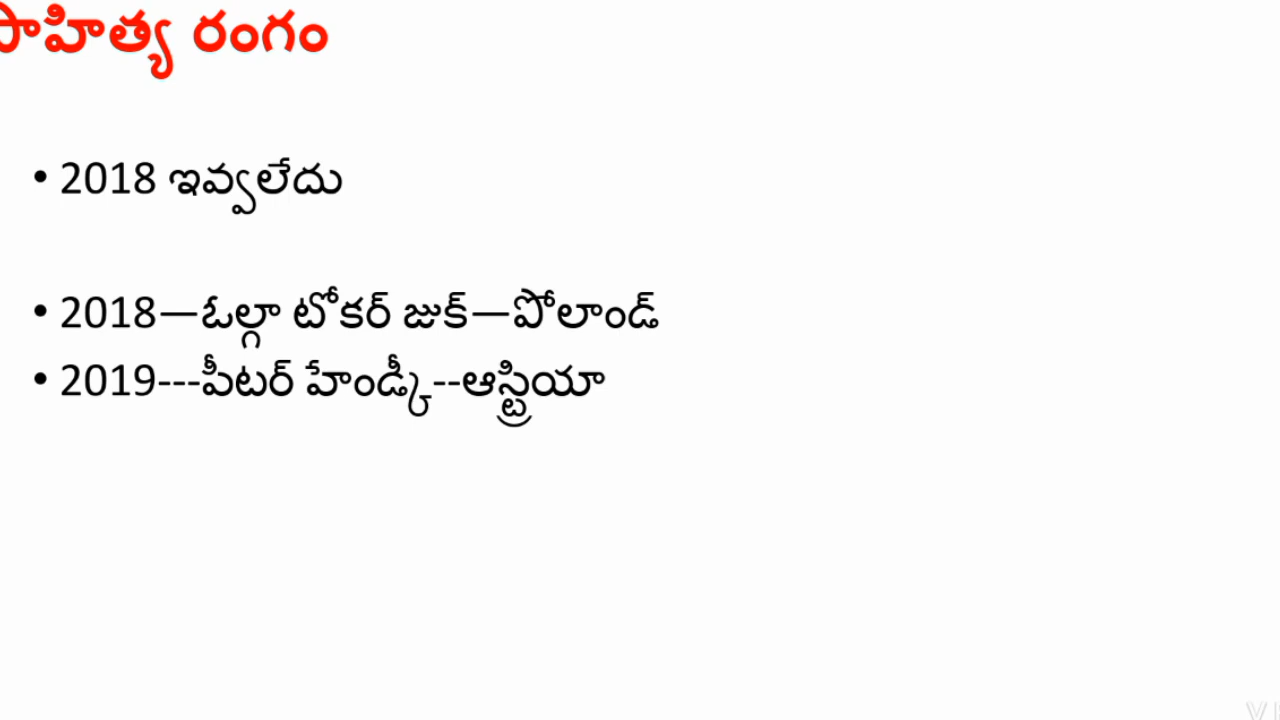 సాహిత్య రంగం
• 2018 ఇవ్వలేదు
• 2018—ఓల్గా టోకర్ జుక్—పోలాండ్
• 2019---పీటర్ హేండ్కీ--ఆస్ట్రియా